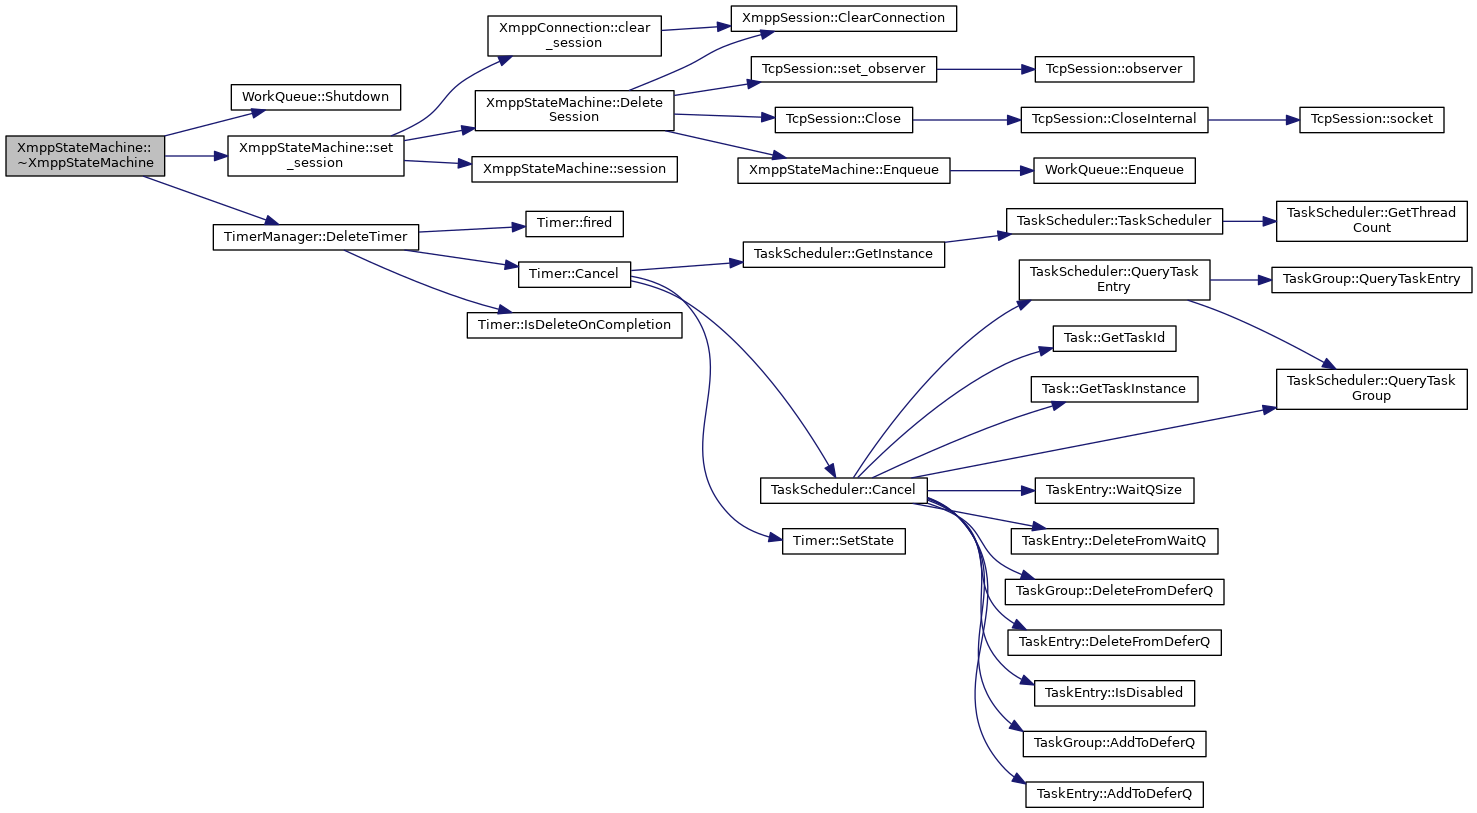 XmppStateMachine::
~XmppStateMachine
WorkQueue::Shutdown
XmppStateMachine::set
_session
TimerManager::DeleteTimer
XmppConnection::clear
_session
XmppStateMachine::Delete
Session
XmppStateMachine::session
Timer::fired
Timer::Cancel
Timer::IsDeleteOnCompletion
XmppSession::ClearConnection
TcpSession::set_observer
TcpSession::Close
XmppStateMachine::Enqueue
TaskScheduler::GetInstance
TaskScheduler::Cancel
Timer::SetState
TcpSession::observer
TcpSession::CloseInternal
WorkQueue::Enqueue
TaskScheduler::TaskScheduler
TaskScheduler::QueryTask
Entry
Task::GetTaskId
Task::GetTaskInstance
TaskEntry::WaitQSize
TaskEntry::DeleteFromWaitQ
TaskGroup::DeleteFromDeferQ
TaskEntry::DeleteFromDeferQ
TaskEntry::IsDisabled
TaskGroup::AddToDeferQ
TaskEntry::AddToDeferQ
TcpSession::socket
TaskScheduler::GetThread
Count
TaskGroup::QueryTaskEntry
TaskScheduler::QueryTask
Group